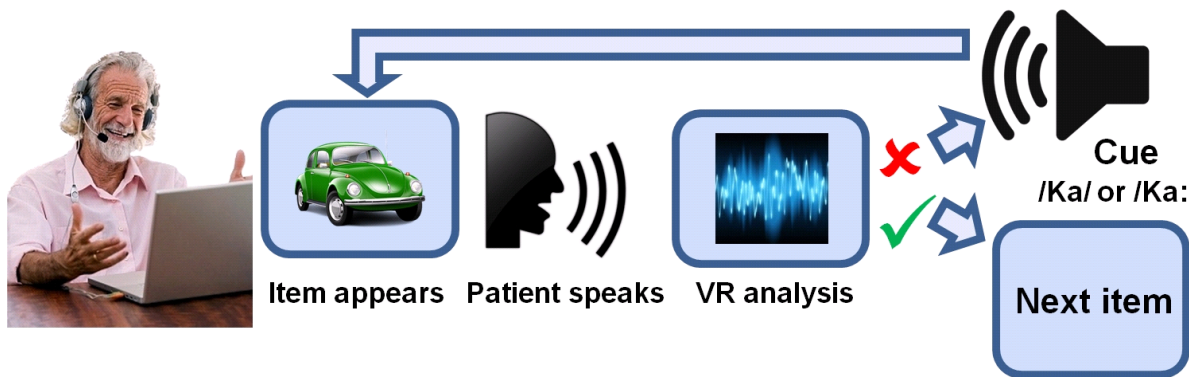 Cue
/Ka/ or /Ka:
Item appears
Patient speaks
VR analysis
Next item